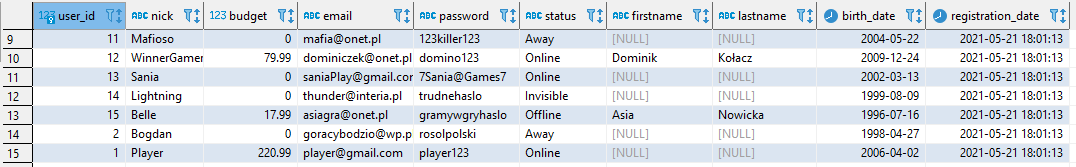 123 user_id ABC nick 123 budget ABC email ABC password ABC status ABC firstname ABC lastname birth_date registration_date
9 11 Mafioso 0 mafia@onet.pl 123killer123 Away [NULL] [NULL] 2004-05-22 2021-05-21 18:01:13
10 12 WinnerGamer 79.99 dominiczek@onet.pl domino123 Online Dominik Kołacz 2009-12-24 2021-05-21 18:01:13
11 13 Sania 0 saniaPlay@gmail.com 7Sania@Games7 Online [NULL] [NULL] 2002-03-13 2021-05-21 18:01:13
12 14 Lightning 0 thunder@interia.pl trudnehaslo Invisible [NULL] [NULL] 1999-08-09 2021-05-21 18:01:13
13 15 Belle 17.99 asiagra@onet.pl gramywgryhaslo Offline Asia Nowicka 1996-07-16 2021-05-21 18:01:13
14 2 Bogdan 0 goracybodzio@wp.p rosolpolski Away [NULL] [NULL] 1998-04-27 2021-05-21 18:01:13
15 1 Player 220.99 player@gmail.com player123 Online [NULL] [NULL] 2006-04-02 2021-05-21 18:01:13